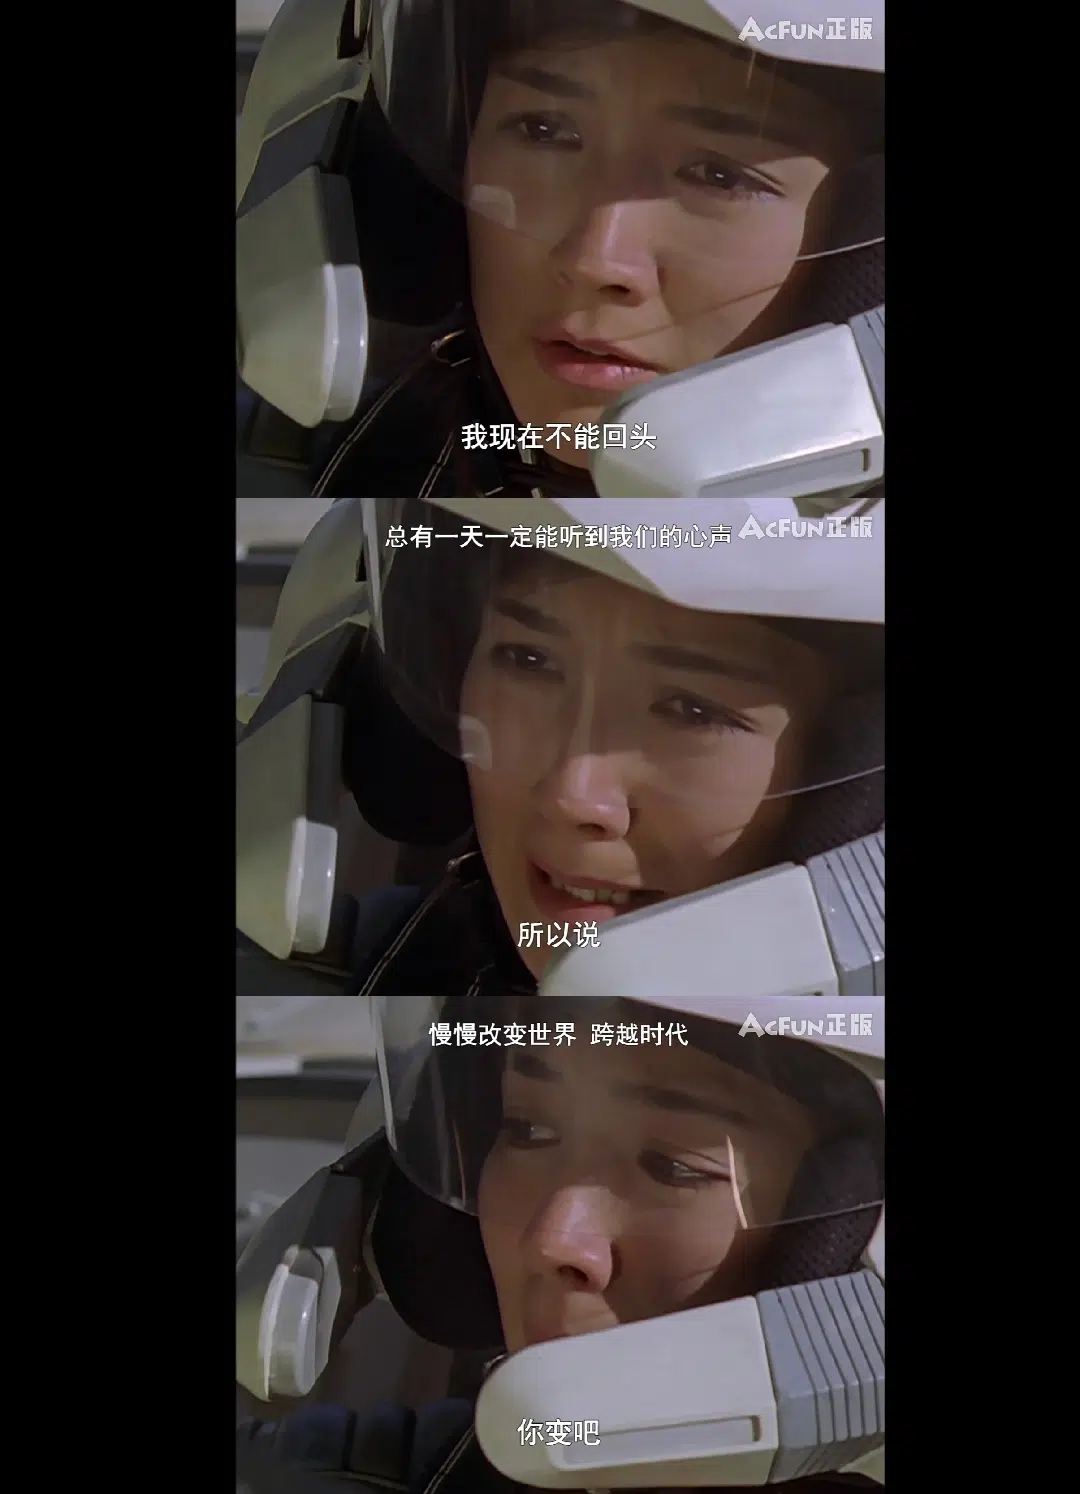 AcFun正版
我现在不能回头
总有一天一定能听到我们的心声
AcFun正版
所以说
慢慢改变世界 跨越时代
AcFun正版
你变吧